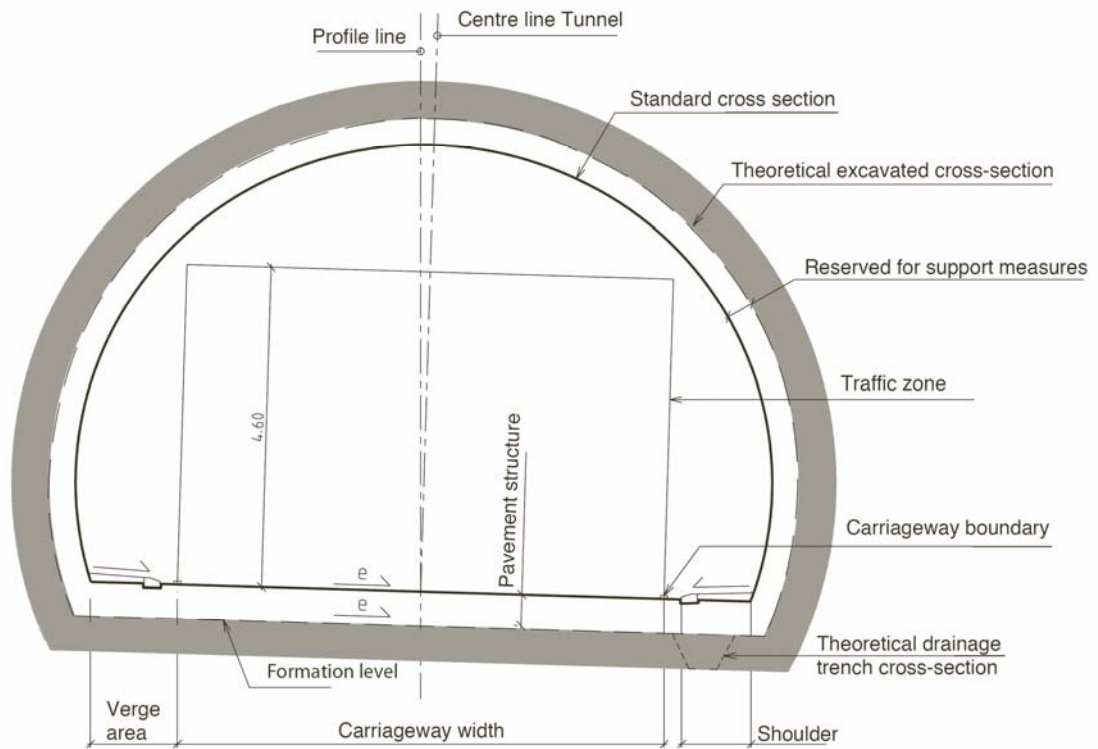 Centre line Tunnel
Profile line
Standard cross section
Theoretical excavated cross-section
Reserved for support measures
Traffic zone
4.60
Pavement structure
Carriageway boundary
e
e
Theoretical drainage
trench cross-section
Formation level
Verge
area
Carriageway width
Shoulder